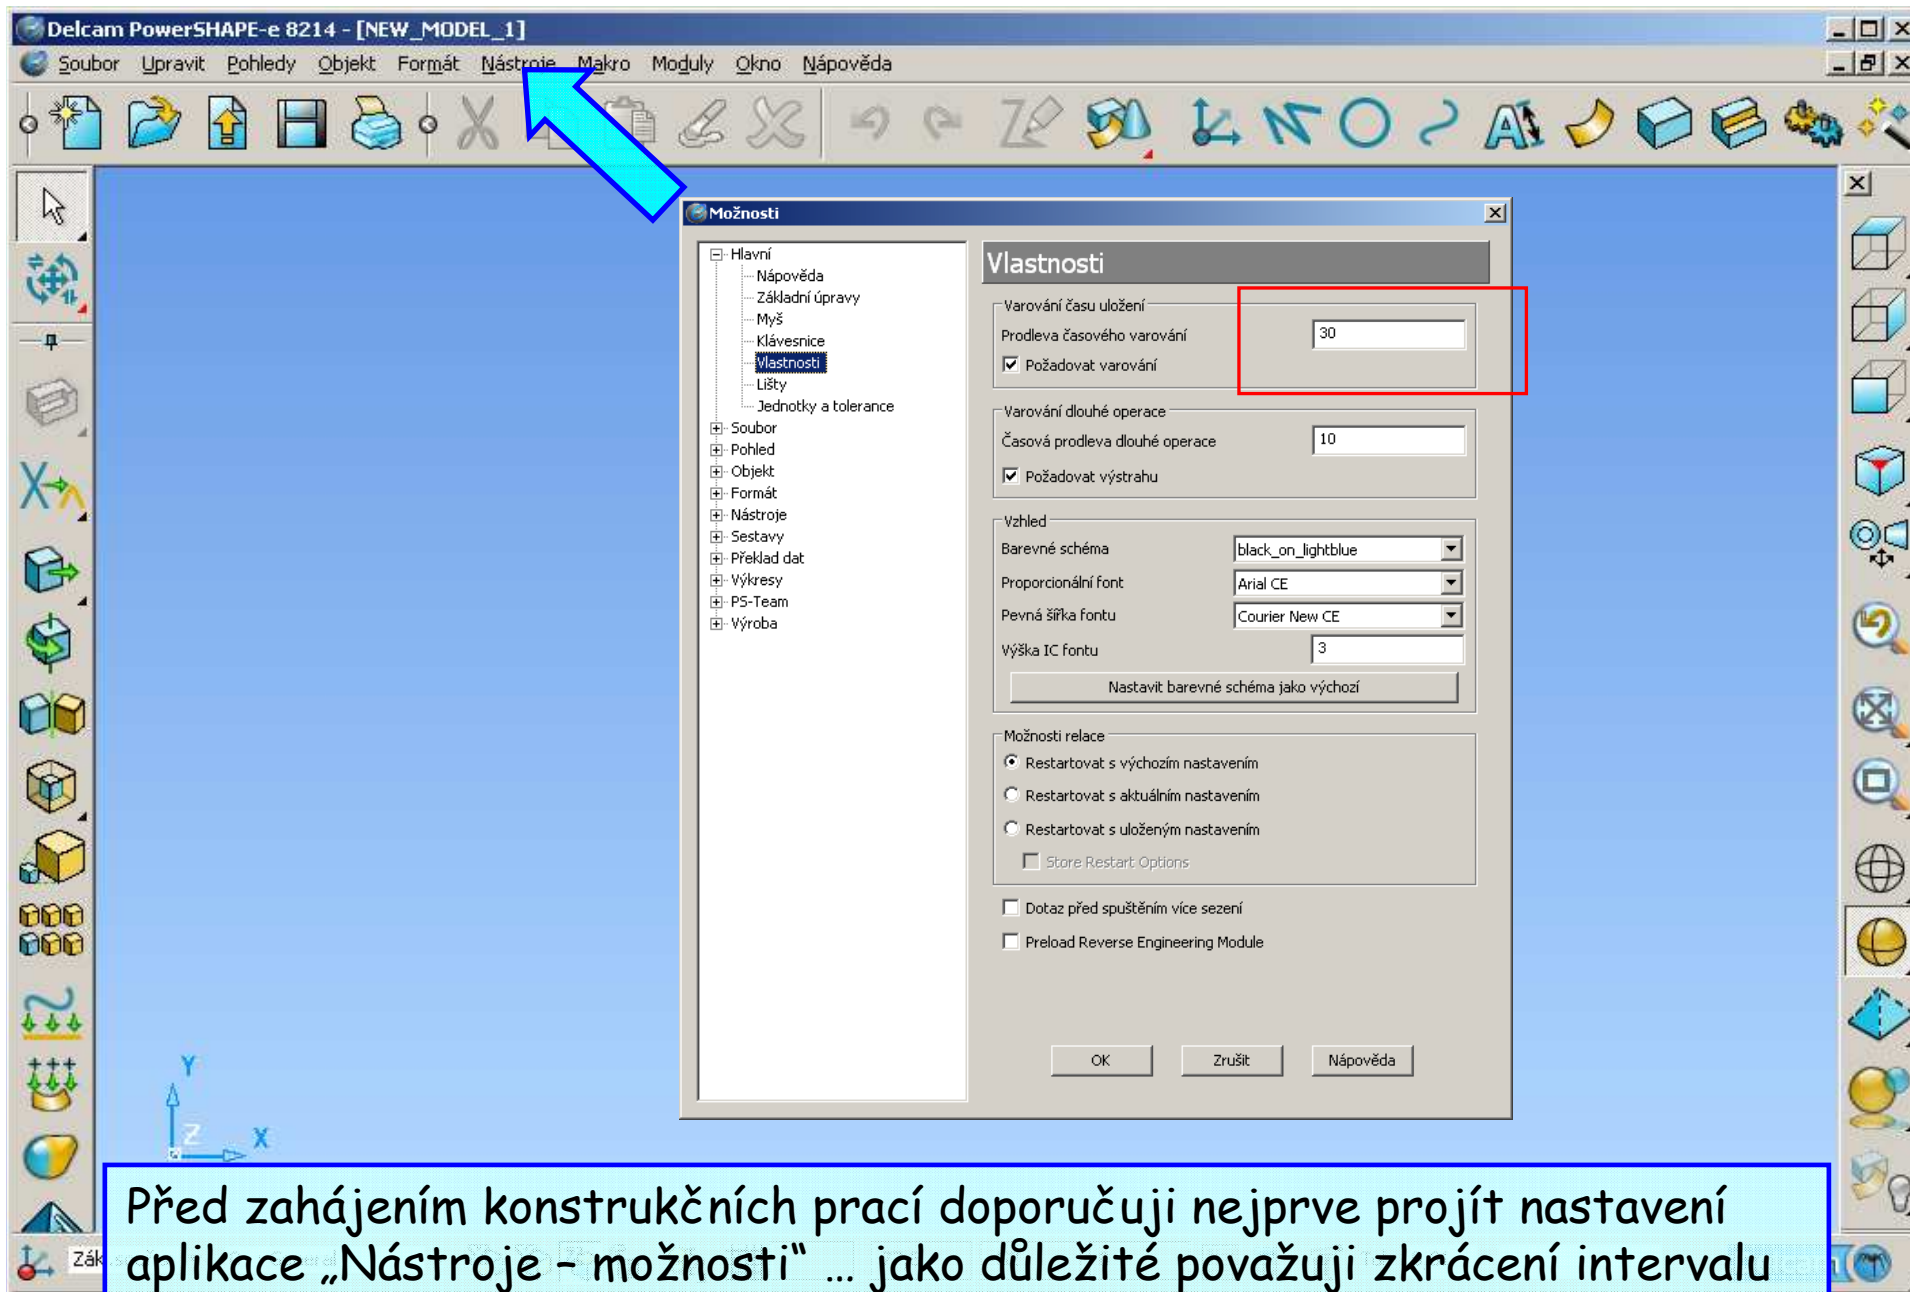 Delcam PowerSHAPE-e 8214 - [NEW_MODEL_1]
Soubor Upravit Pohledy Objekt Formát Nástroje Makro Moduly Okno Nápověda
Možnosti
Hlavní
Nápověda
Základní úpravy
Myš
Klávesnice
Vlastnosti
Lišty
Jednotky a tolerance
Soubor
Pohled
Objekt
Formát
Nástroje
Sestavy
Překlad dat
Výkresy
PS-Team
Výroba
Vlastnosti
Varování času uložení
Prodleva časového varování 30
Požadovat varování
Varování dlouhé operace
Časová prodleva dlouhé operace 10
Požadovat výstrahu
Vzhled
Barevné schéma black_on_lightblue
Proporcionální font Arial CE
Pevná šířka fontu Courier New CE
Výška IC fontu 3
Nastavit barevné schéma jako výchozí
Možnosti relace
Restartovat s výchozím nastavením
Restartovat s aktuálním nastavením
Restartovat s uloženým nastavením
Store Restart Options
Dotaz před spuštěním více sezení
Preload Reverse Engineering Module
OK Zrušit Nápověda
Y
Z X
Před zahájením konstrukčních prací doporučuji nejprve projít nastavení
aplikace „Nástroje – možnosti“ … jako důležité považuji zkrácení intervalu